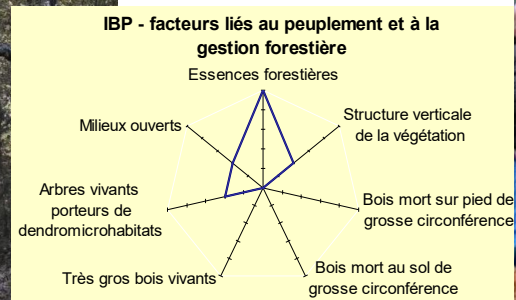 IBP - facteurs liés au peuplement et à la
gestion forestière
Essences forestières
Structure verticale
de la végétation
Bois mort sur pied de
grosse circonférence
Bois mort au sol de
grosse circonférence
Très gros bois vivants
Arbres vivants
porteurs de
dendromicrohabitats
Milieux ouverts